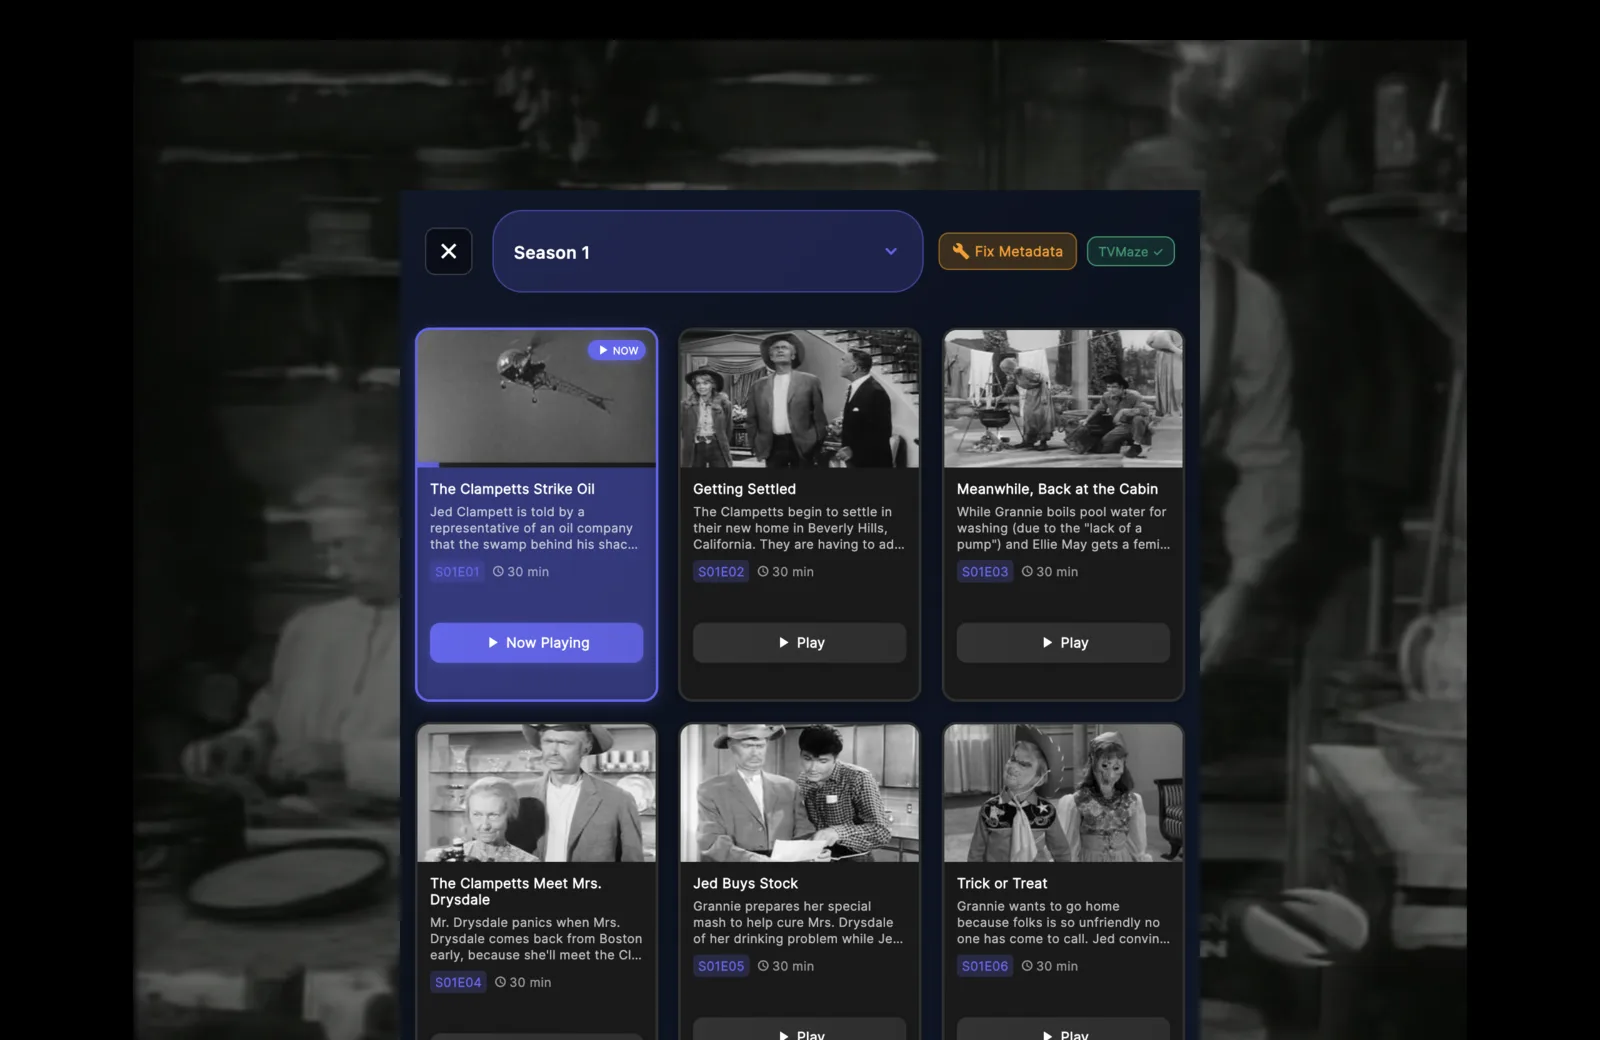 Season 1
Fix Metadata
TVMaze ✓
NOW
The Clampetts Strike Oil
Jed Clampett is told by a
representative of an oil company
that the swamp behind his shac...
S01E01 30 min
Now Playing
Getting Settled
The Clampetts begin to settle in
their new home in Beverly Hills,
California. They are having to ad...
S01E02 30 min
Play
Meanwhile, Back at the Cabin
While Grannie boils pool water for
washing (due to the "lack of a
pump") and Ellie May gets a femi...
S01E03 30 min
Play
The Clampetts Meet Mrs.
Drysdale
Mr. Drysdale panics when Mrs.
Drysdale comes back from Boston
early, because she'll meet the Cl...
S01E04 30 min
Jed Buys Stock
Grannie prepares her special
mash to help cure Mrs. Drysdale
of her drinking problem while Je...
S01E05 30 min
Play
Trick or Treat
Grannie wants to go home
because folks is so unfriendly no
one has come to call. Jed convin...
S01E06 30 min
Play